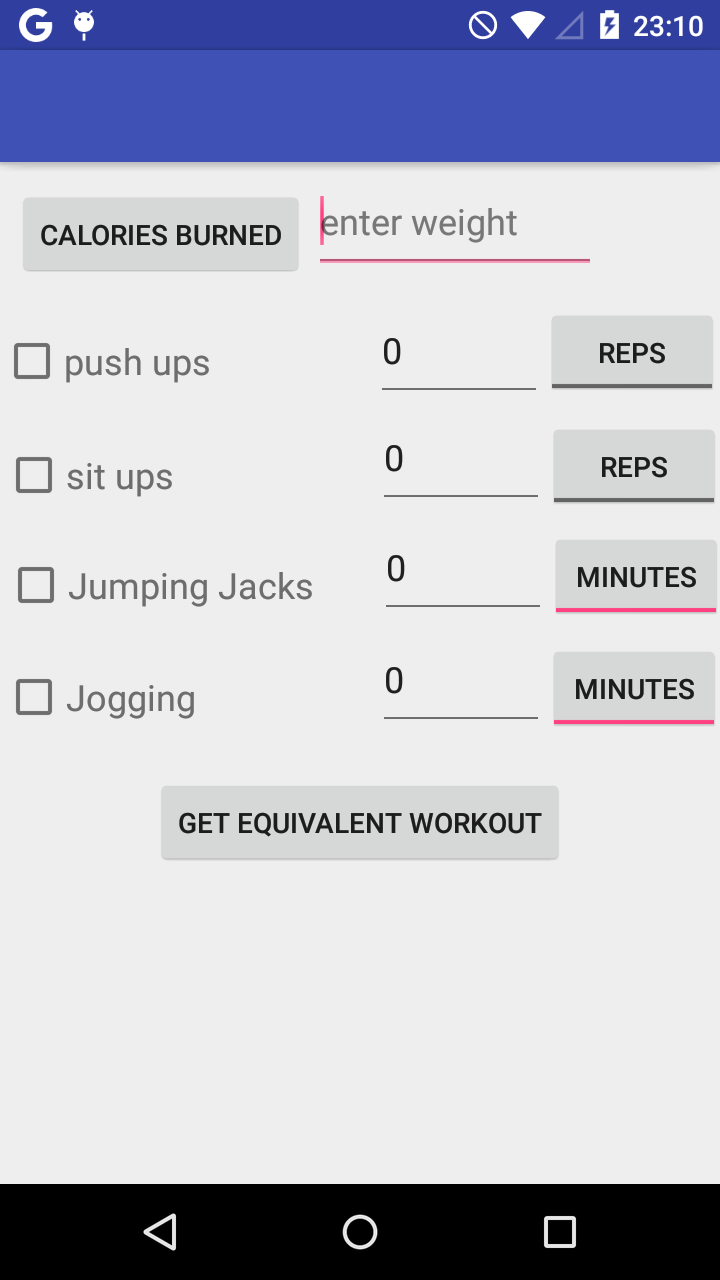 23:10
CALORIES BURNED enter weight
push ups 0 REPS
sit ups 0 REPS
Jumping Jacks 0 MINUTES
Jogging 0 MINUTES
GET EQUIVALENT WORKOUT